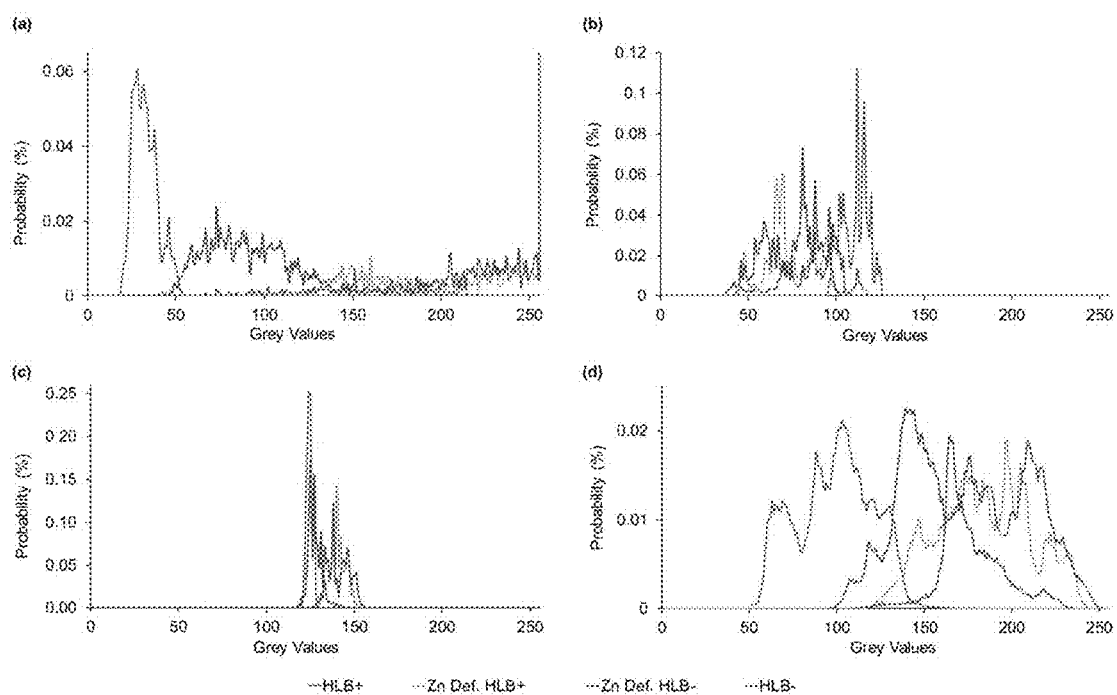 (a)
0.06
0.04
0.02
0
Probability (%)
0 50 100 150 200 250
Grey Values
(b)
0.12
0.1
0.08
0.06
0.04
0.02
0
Probability (%)
0 50 100 150 200 250
Grey Values
(c)
0.25
0.20
0.15
0.10
0.05
0.00
Probability (%)
0 50 100 150 200 250
Grey Values
(d)
0.02
0.01
0
Probability (%)
0 50 100 150 200 250
Grey Values
HLB+ Zn Def. HLB+ Zn Def. HLB- HLB-